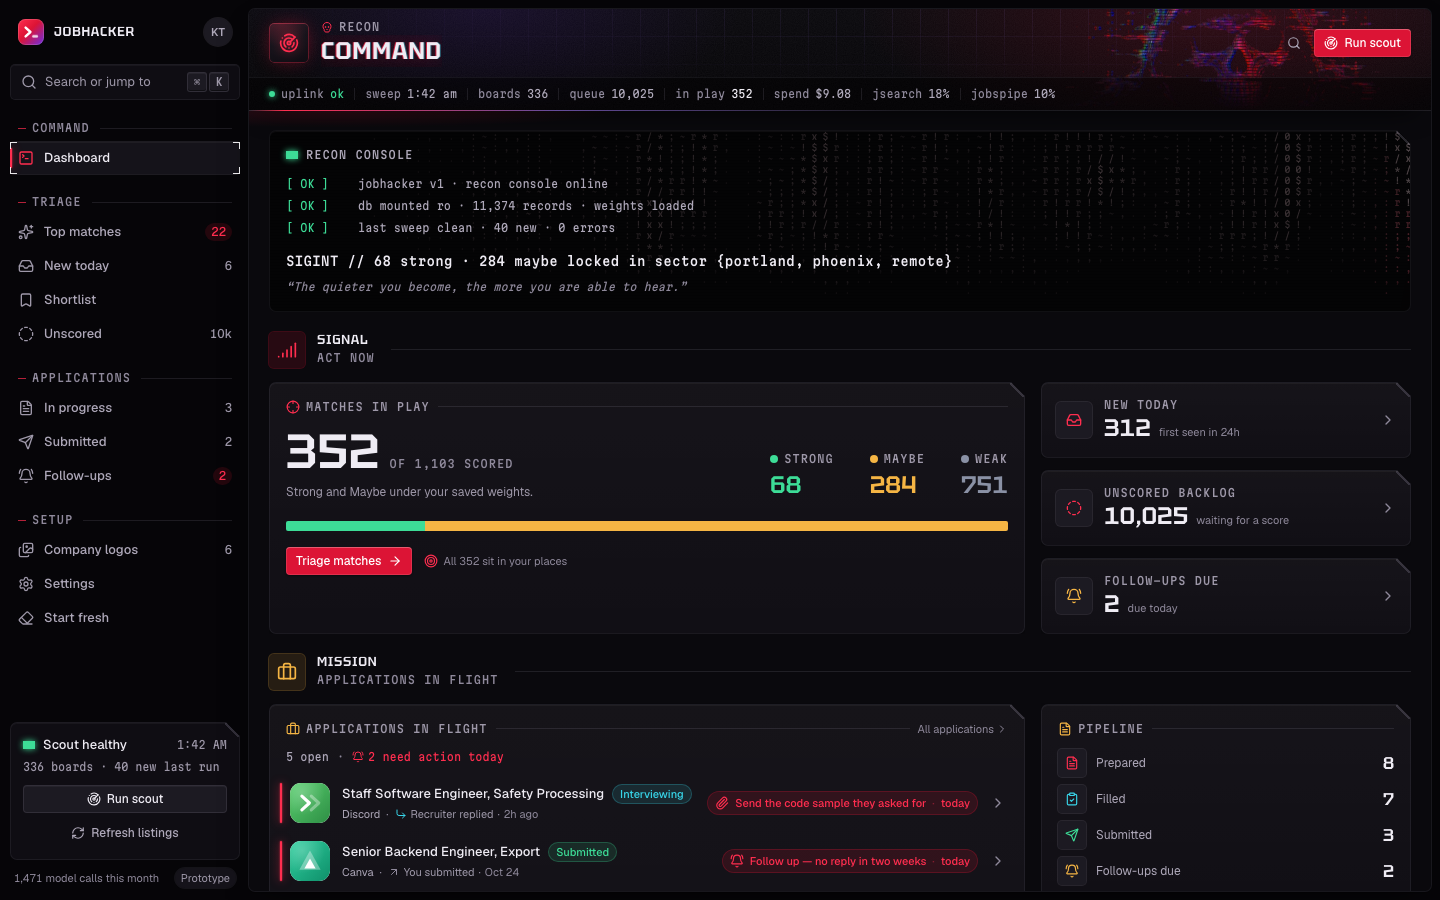 JOBHACKER
KT
Search or jump to ⌘ K
COMMAND
Dashboard
TRIAGE
Top matches 22
New today 6
Shortlist
Unscored 10k
APPLICATIONS
In progress 3
Submitted 2
Follow-ups 2
SETUP
Company logos 6
Settings
Start fresh
Scout healthy 1:42 AM
336 boards · 40 new last run
Run scout
Refresh listings
1,471 model calls this month Prototype
RECON
COMMAND
Run scout
uplink ok sweep 1:42 am boards 336 queue 10,025 in play 352 spend $9.08 jsearch 18% jobspipe 10%
RECON CONSOLE
[ OK ] jobhacker v1 · recon console online
[ OK ] db mounted ro · 11,374 records · weights loaded
[ OK ] last sweep clean · 40 new · 0 errors
SIGINT // 68 strong · 284 maybe locked in sector {portland, phoenix, remote}
“The quieter you become, the more you are able to hear.”
SIGNAL
ACT NOW
MATCHES IN PLAY
352 OF 1,103 SCORED
Strong and Maybe under your saved weights.
STRONG MAYBE WEAK
68 284 751
Triage matches
All 352 sit in your places
NEW TODAY
312 first seen in 24h
UNSCORED BACKLOG
10,025 waiting for a score
FOLLOW-UPS DUE
2 due today
MISSION
APPLICATIONS IN FLIGHT
APPLICATIONS IN FLIGHT
All applications
5 open · 2 need action today
Staff Software Engineer, Safety Processing Interviewing
Discord · Recruiter replied · 2h ago
Send the code sample they asked for · today
Senior Backend Engineer, Export Submitted
Canva · You submitted · Oct 24
Follow up — no reply in two weeks · today
PIPELINE
Prepared 8
Filled 7
Submitted 3
Follow-ups due 2